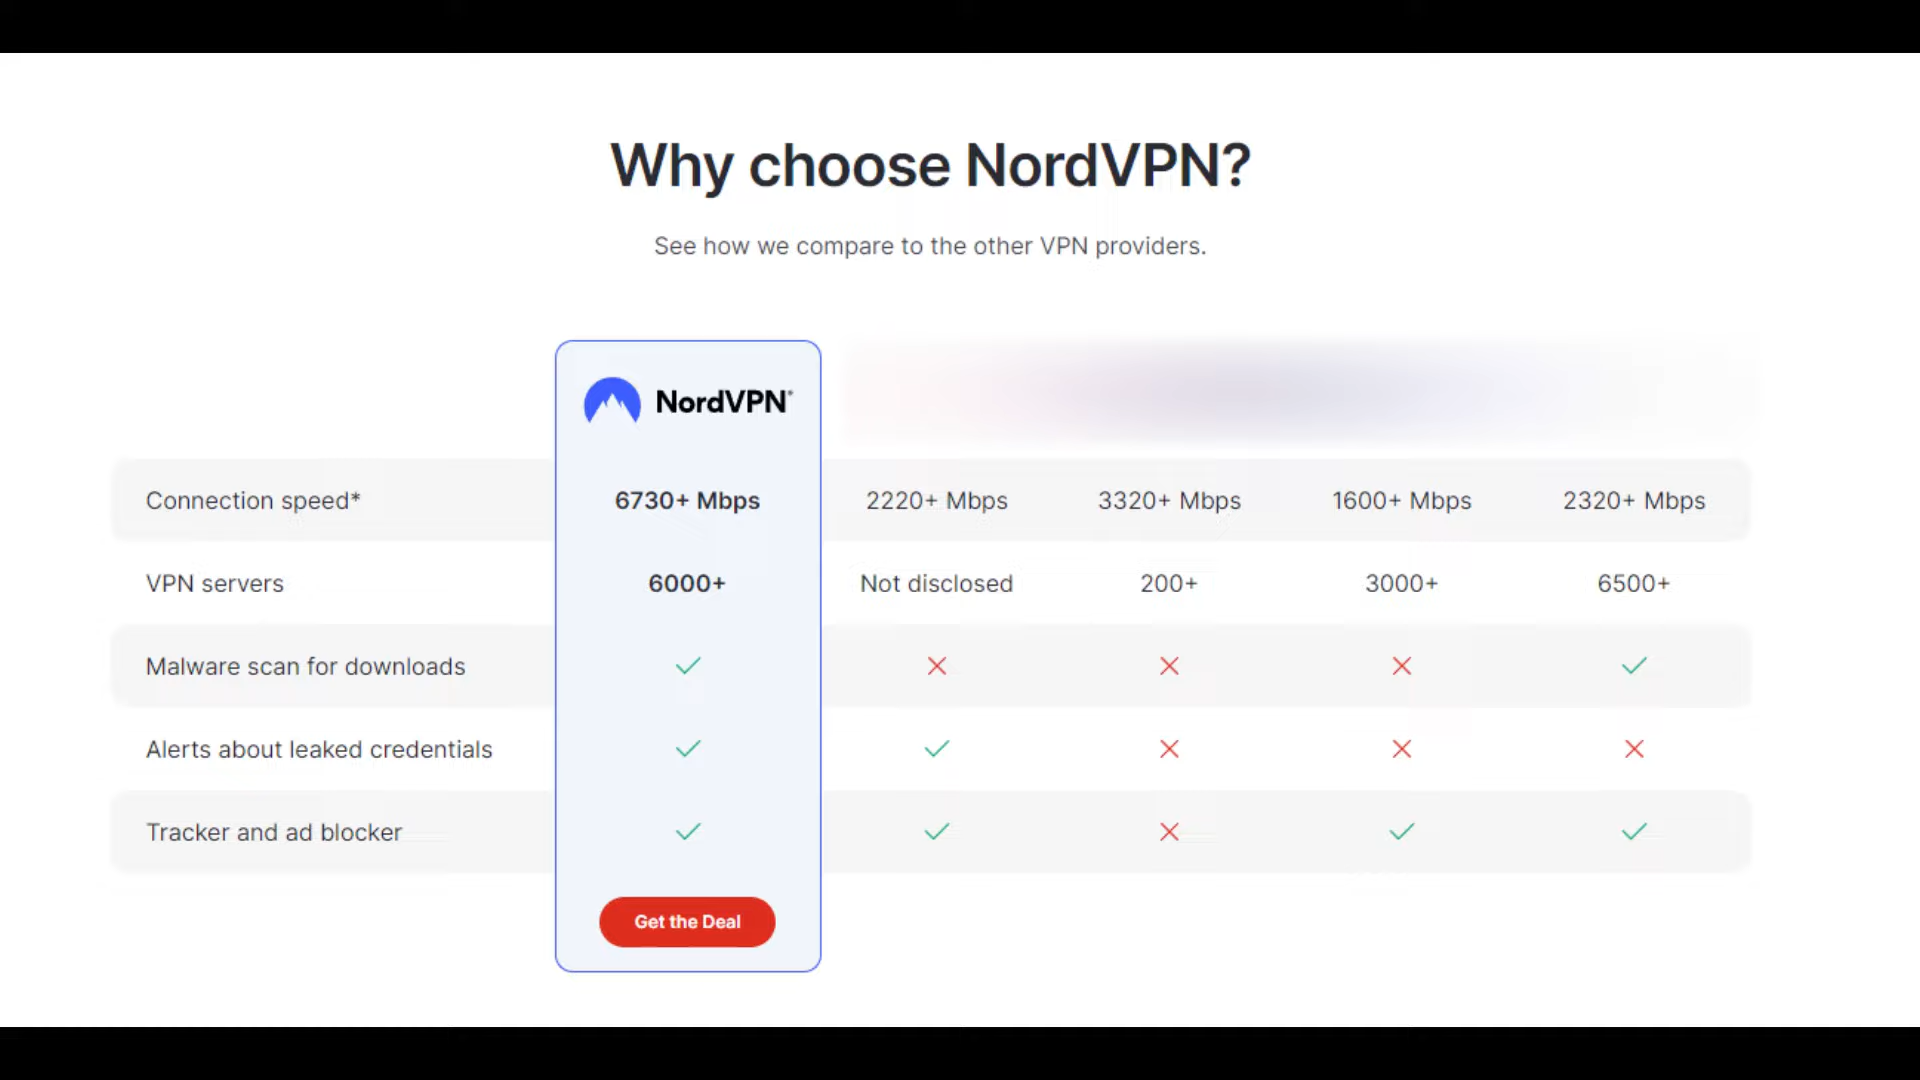 Why choose NordVPN?
See how we compare to the other VPN providers.
NordVPN®
Connection speed* 6730+ Mbps 2220+ Mbps 3320+ Mbps 1600+ Mbps 2320+ Mbps
VPN servers 6000+ Not disclosed 200+ 3000+ 6500+
Malware scan for downloads
Alerts about leaked credentials
Tracker and ad blocker
Get the Deal